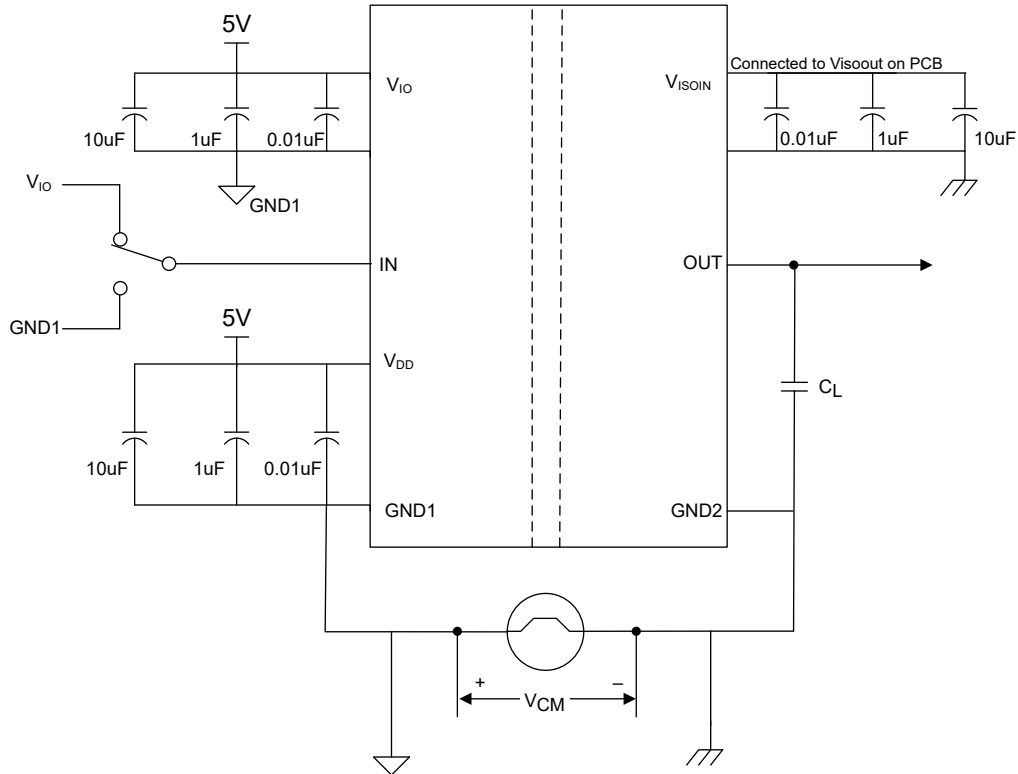 5V
Connected to Visoout on PCB
VIO
VISOIN
10uF
1uF
0.01uF
0.01uF
1uF
10uF
VIO
GND1
IN
OUT
GND1
5V
VDD
CL
10uF
1uF
0.01uF
GND1
GND2
+
–
VCM